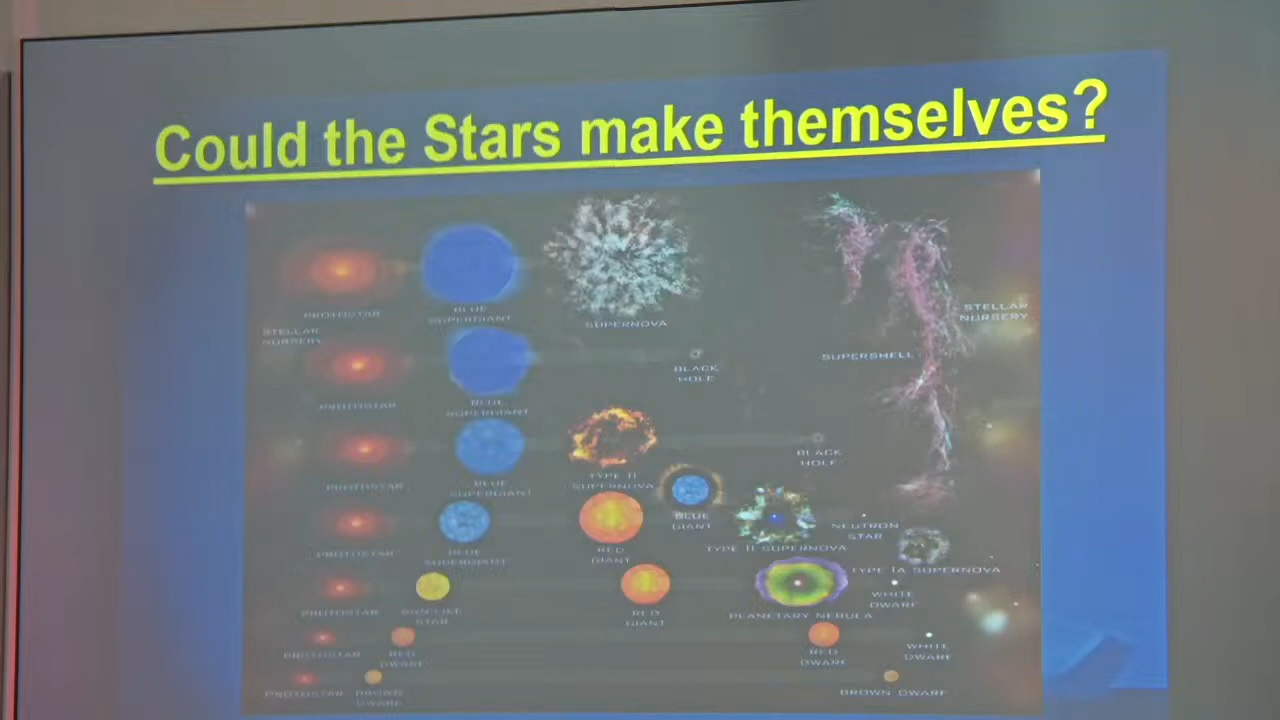 Could the Stars make themselves?
PROTOSTAR
BLUE
SUPERGIANT
SUPERNOVA
STELLAR
NURSERY
STELLAR
NURSERY
PROTOSTAR
BLUE
SUPERGIANT
BLACK
HOLE
SUPERSHELL
PROTOSTAR
BLUE
SUPERGIANT
TYPE II
SUPERNOVA
BLACK
HOLE
PROTOSTAR
BLUE
SUPERGIANT
RED
GIANT
BLUE
GIANT
TYPE II SUPERNOVA
NEUTRON
STAR
TYPE IA SUPERNOVA
PROTOSTAR
SUN-LIKE
STAR
RED
GIANT
PLANETARY NEBULA
WHITE
DWARF
PROTOSTAR
RED
DWARF
RED
DWARF
WHITE
DWARF
PROTOSTAR
BROWN
DWARF
BROWN DWARF